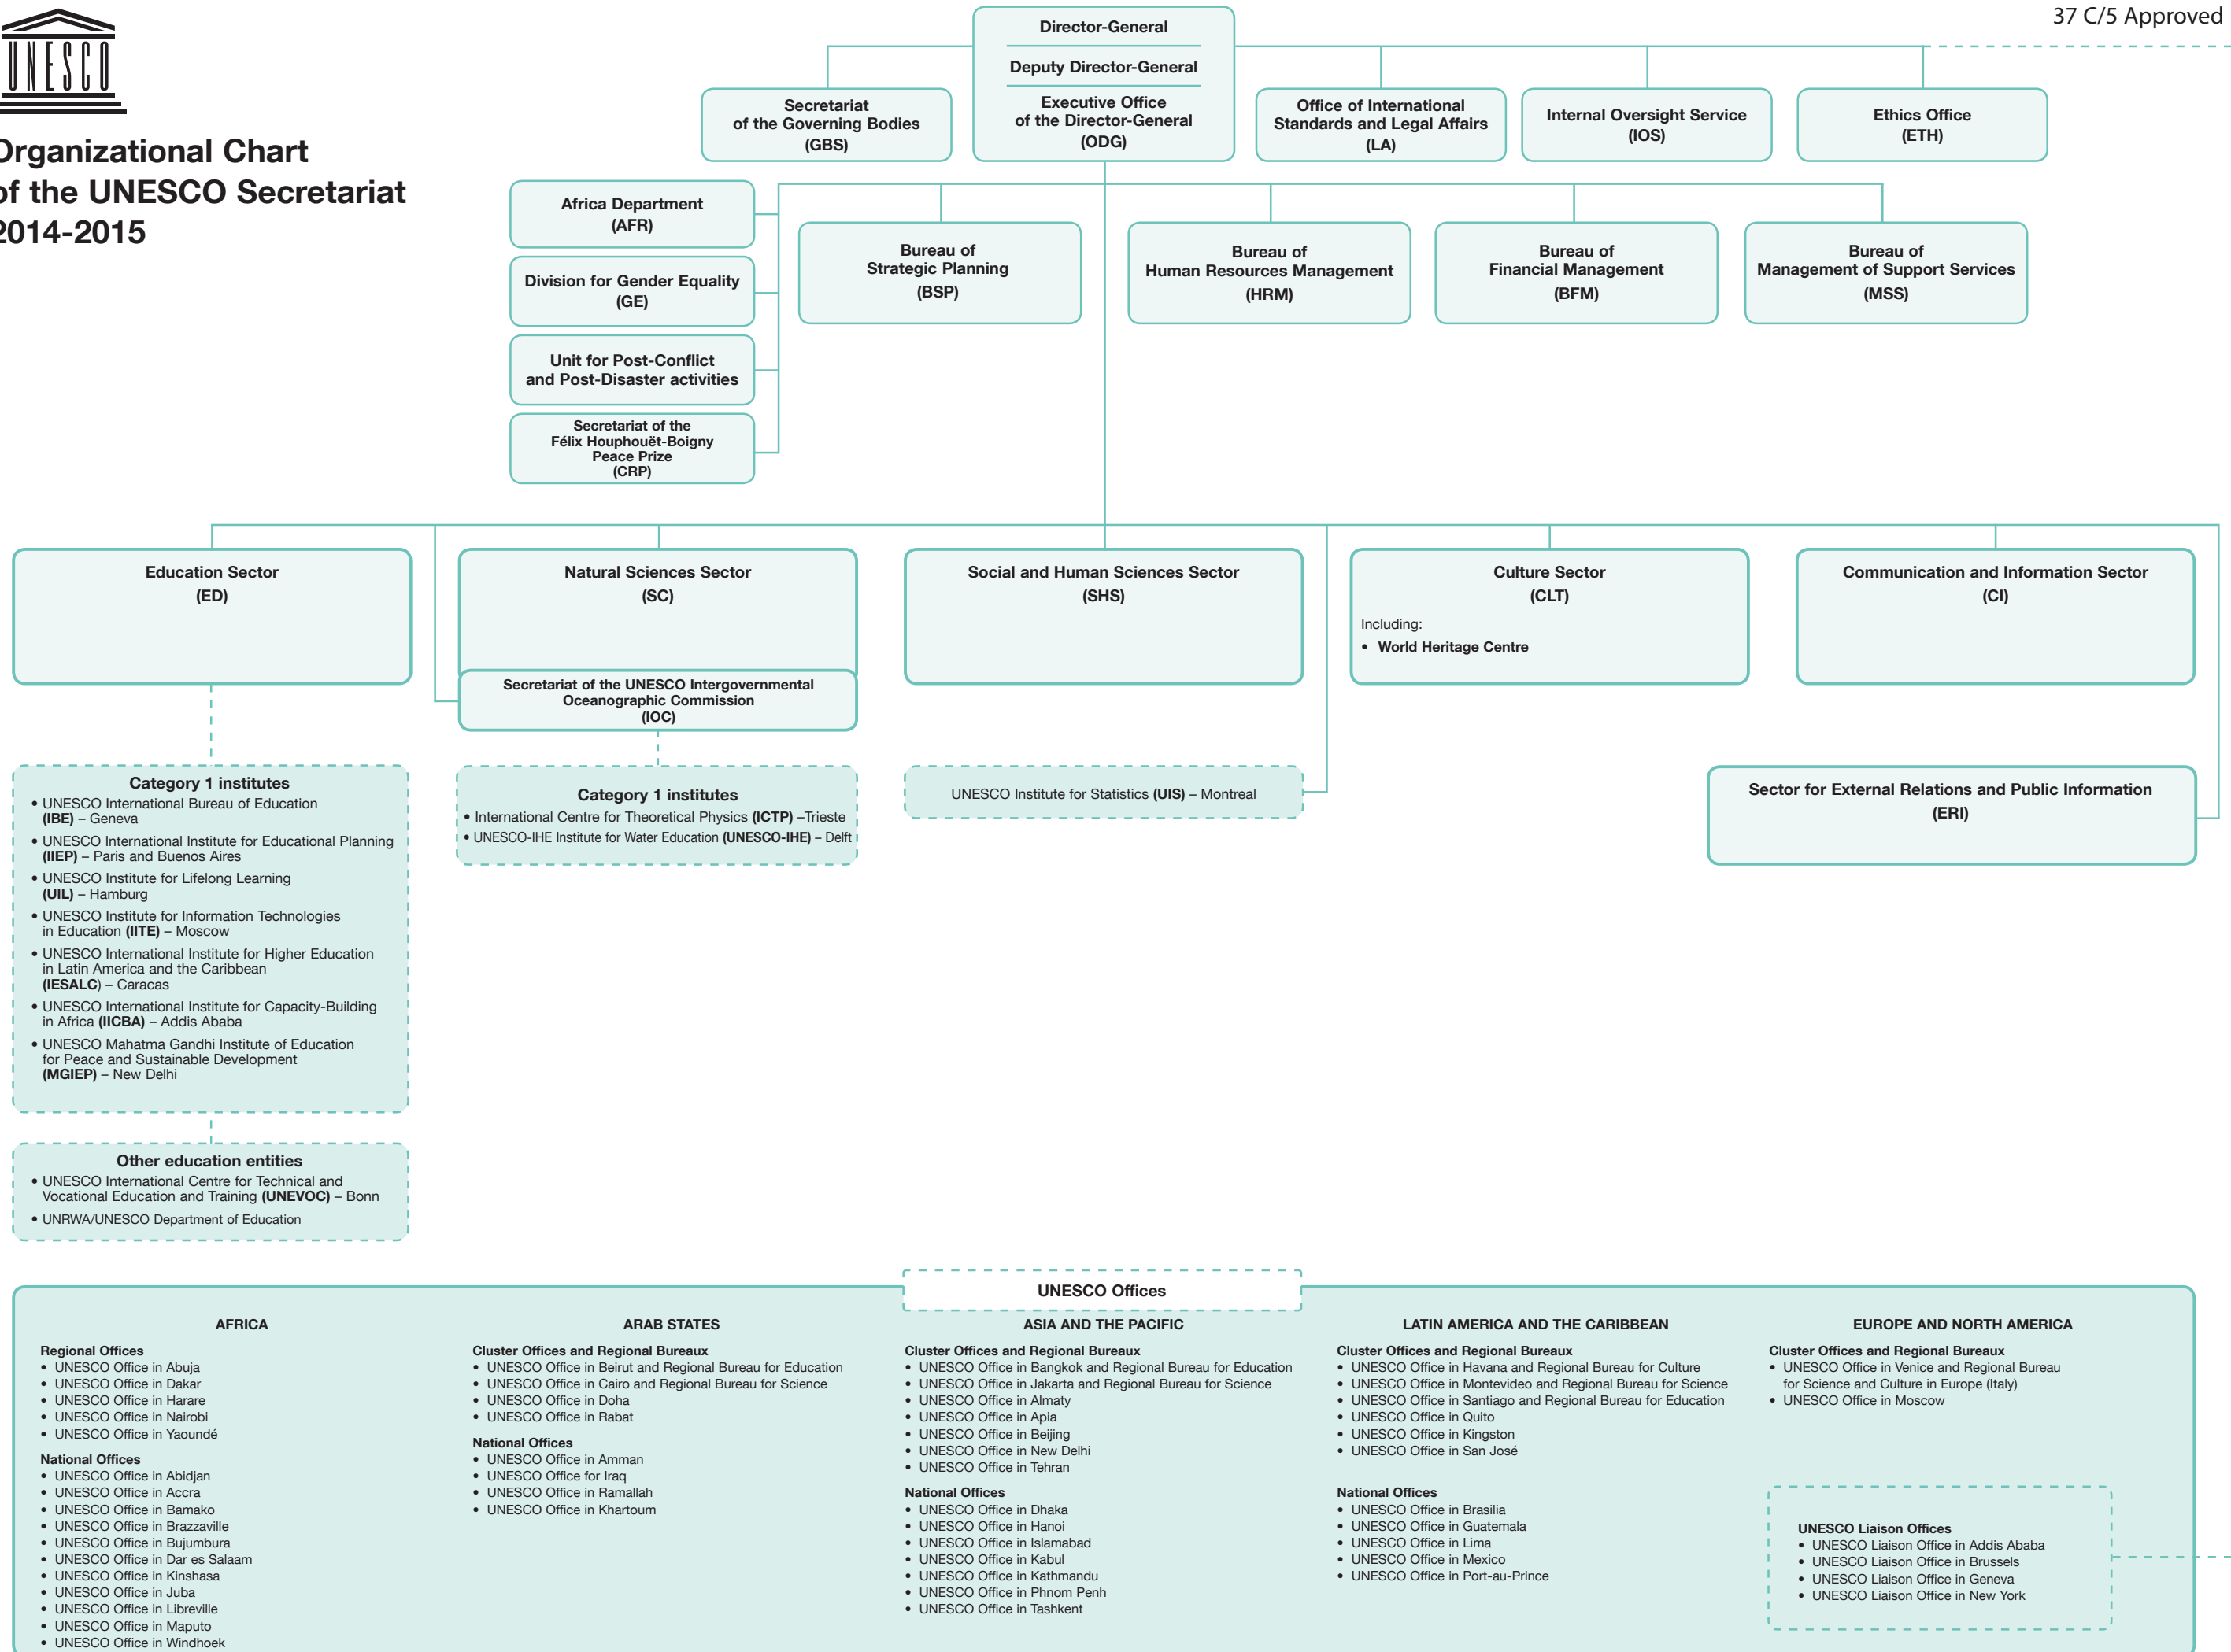 UNESCO
Organizational Chart
of the UNESCO Secretariat
2014-2015
37 C/5 Approved
Director-General
Deputy Director-General
Executive Office
of the Director-General
(ODG)
Secretariat
of the Governing Bodies
(GBS)
Office of International
Standards and Legal Affairs
(LA)
Internal Oversight Service
(IOS)
Ethics Office
(ETH)
Africa Department
(AFR)
Division for Gender Equality
(GE)
Unit for Post-Conflict
and Post-Disaster activities
Secretariat of the
Félix Houphouët-Boigny
Peace Prize
(CRP)
Bureau of
Strategic Planning
(BSP)
Bureau of
Human Resources Management
(HRM)
Bureau of
Financial Management
(BFM)
Bureau of
Management of Support Services
(MSS)
Education Sector
(ED)
Natural Sciences Sector
(SC)
Secretariat of the UNESCO Intergovernmental
Oceanographic Commission
(IOC)
Social and Human Sciences Sector
(SHS)
Culture Sector
(CLT)
Including:
• World Heritage Centre
Communication and Information Sector
(CI)
Category 1 institutes
• UNESCO International Bureau of Education
(IBE) – Geneva
• UNESCO International Institute for Educational Planning
(IIEP) – Paris and Buenos Aires
• UNESCO Institute for Lifelong Learning
(UIL) – Hamburg
• UNESCO Institute for Information Technologies
in Education (IITE) – Moscow
• UNESCO International Institute for Higher Education
in Latin America and the Caribbean
(IESALC) – Caracas
• UNESCO International Institute for Capacity-Building
in Africa (IICBA) – Addis Ababa
• UNESCO Mahatma Gandhi Institute of Education
for Peace and Sustainable Development
(MGIEP) – New Delhi
Category 1 institutes
• International Centre for Theoretical Physics (ICTP) –Trieste
• UNESCO-IHE Institute for Water Education (UNESCO-IHE) – Delft
UNESCO Institute for Statistics (UIS) – Montreal
Sector for External Relations and Public Information
(ERI)
Other education entities
• UNESCO International Centre for Technical and
Vocational Education and Training (UNEVOC) – Bonn
• UNRWA/UNESCO Department of Education
UNESCO Offices
AFRICA
Regional Offices
• UNESCO Office in Abuja
• UNESCO Office in Dakar
• UNESCO Office in Harare
• UNESCO Office in Nairobi
• UNESCO Office in Yaoundé
National Offices
• UNESCO Office in Abidjan
• UNESCO Office in Accra
• UNESCO Office in Bamako
• UNESCO Office in Brazzaville
• UNESCO Office in Bujumbura
• UNESCO Office in Dar es Salaam
• UNESCO Office in Kinshasa
• UNESCO Office in Juba
• UNESCO Office in Libreville
• UNESCO Office in Maputo
• UNESCO Office in Windhoek
ARAB STATES
Cluster Offices and Regional Bureaux
• UNESCO Office in Beirut and Regional Bureau for Education
• UNESCO Office in Cairo and Regional Bureau for Science
• UNESCO Office in Doha
• UNESCO Office in Rabat
National Offices
• UNESCO Office in Amman
• UNESCO Office for Iraq
• UNESCO Office in Ramallah
• UNESCO Office in Khartoum
ASIA AND THE PACIFIC
Cluster Offices and Regional Bureaux
• UNESCO Office in Bangkok and Regional Bureau for Education
• UNESCO Office in Jakarta and Regional Bureau for Science
• UNESCO Office in Almaty
• UNESCO Office in Apia
• UNESCO Office in Beijing
• UNESCO Office in New Delhi
• UNESCO Office in Tehran
National Offices
• UNESCO Office in Dhaka
• UNESCO Office in Hanoi
• UNESCO Office in Islamabad
• UNESCO Office in Kabul
• UNESCO Office in Kathmandu
• UNESCO Office in Phnom Penh
• UNESCO Office in Tashkent
LATIN AMERICA AND THE CARIBBEAN
Cluster Offices and Regional Bureaux
• UNESCO Office in Havana and Regional Bureau for Culture
• UNESCO Office in Montevideo and Regional Bureau for Science
• UNESCO Office in Santiago and Regional Bureau for Education
• UNESCO Office in Quito
• UNESCO Office in Kingston
• UNESCO Office in San José
National Offices
• UNESCO Office in Brasilia
• UNESCO Office in Guatemala
• UNESCO Office in Lima
• UNESCO Office in Mexico
• UNESCO Office in Port-au-Prince
EUROPE AND NORTH AMERICA
Cluster Offices and Regional Bureaux
• UNESCO Office in Venice and Regional Bureau
for Science and Culture in Europe (Italy)
• UNESCO Office in Moscow
UNESCO Liaison Offices
• UNESCO Liaison Office in Addis Ababa
• UNESCO Liaison Office in Brussels
• UNESCO Liaison Office in Geneva
• UNESCO Liaison Office in New York